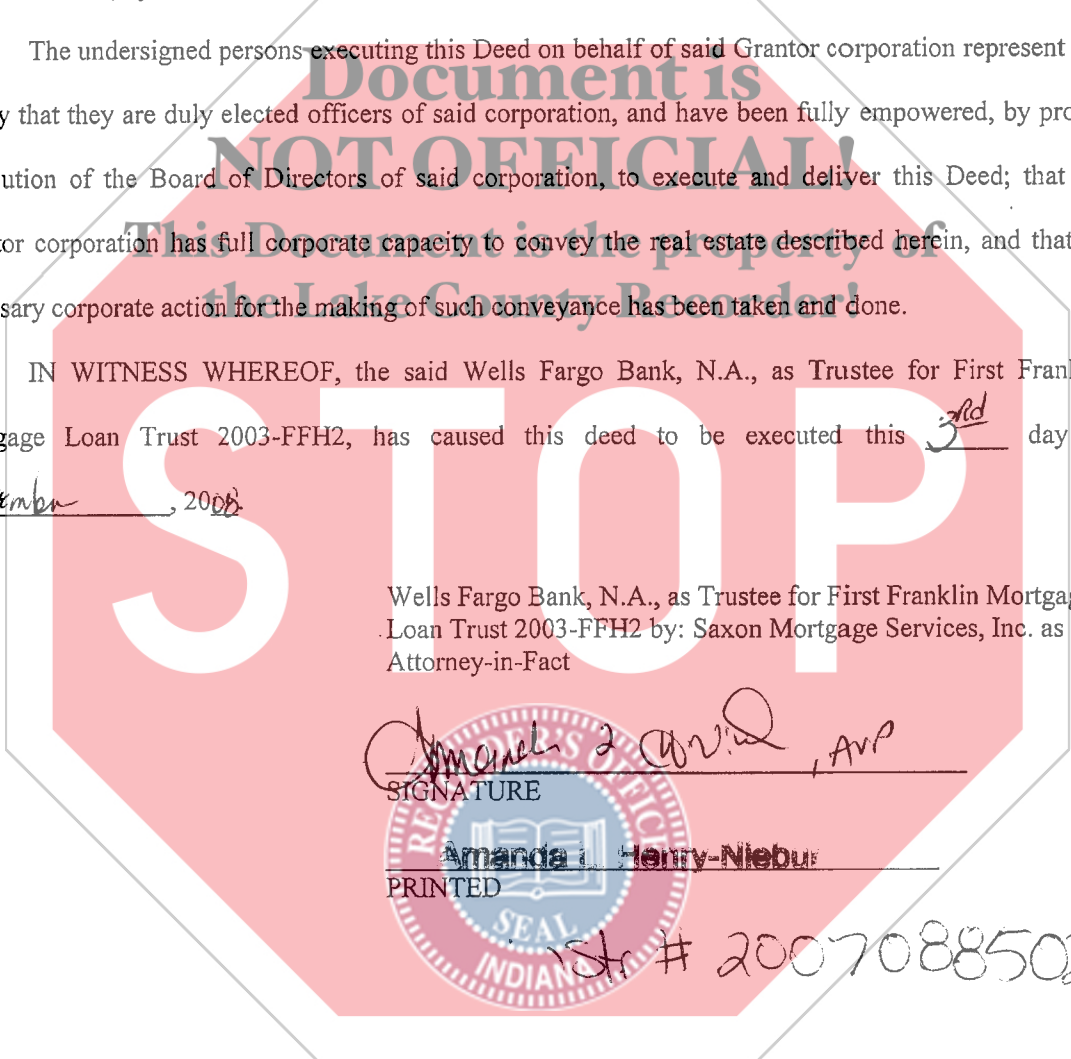 The undersigned persons executing this Deed on behalf of said Grantor corporation represent
Document is
y that they are duly elected officers of said corporation, and have been fully empowered, by pro
NOT OFFICIAL!
ution of the Board of Directors of said corporation, to execute and deliver this Deed; that
This Document is the property of
or corporation has full corporate capacity to convey the real estate described herein, and that
the Lake County Recorder!
sary corporate action for the making of such conveyance has been taken and done.
IN WITNESS WHEREOF, the said Wells Fargo Bank, N.A., as Trustee for First Fran
gage Loan Trust 2003-FFH2, has caused this deed to be executed this 3rd day
, 2008
STOP
Wells Fargo Bank, N.A., as Trustee for First Franklin Mortga
Loan Trust 2003-FFH2 by: Saxon Mortgage Services, Inc. as
Attorney-in-Fact
, AVP
SIGNATURE
RECORDER'S OFFICE
Amanda L Henry-Niebur
PRINTED
SEAL
INDIANA
# 200708850